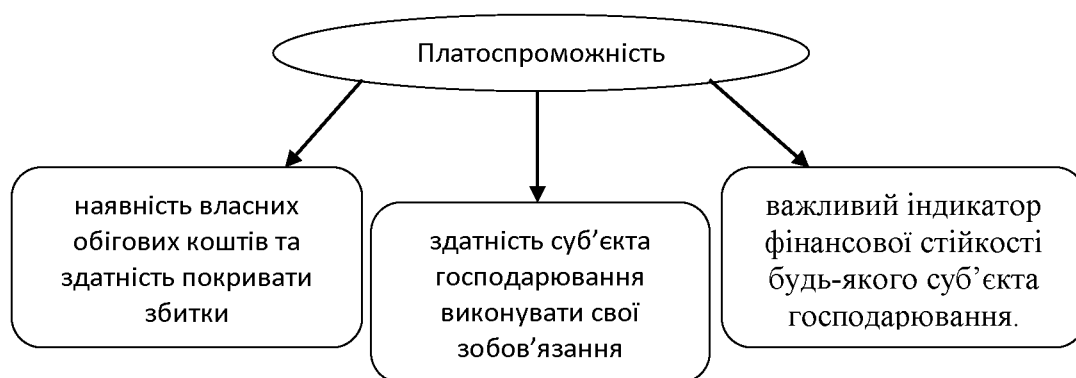 Платоспроможність
наявність власних
обігових коштів та
здатність покривати
збитки
здатність суб’єкта
господарювання
виконувати свої
зобов’язання
важливий індикатор
фінансової стійкості
будь-якого суб’єкта
господарювання.